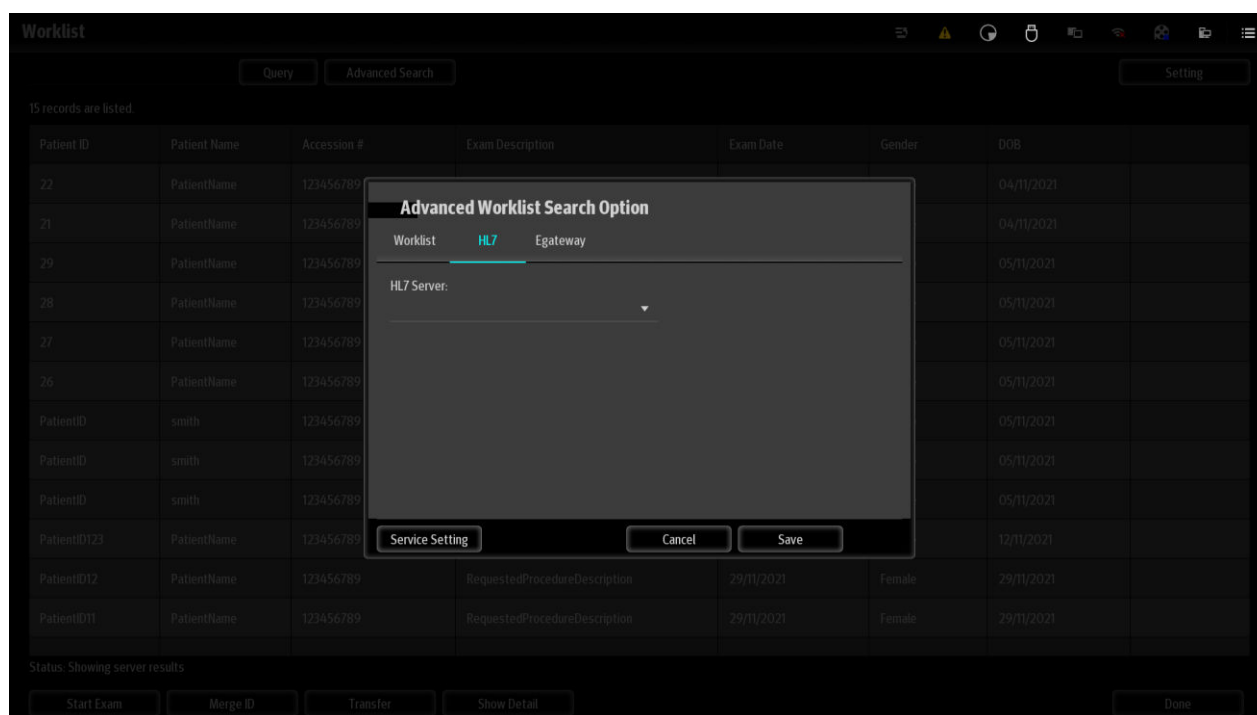 Worklist
Query Advanced Search Setting
15 records are listed.
Patient ID Patient Name Accession # Exam Description Exam Date Gender DOB
22 PatientName 123456789 04/11/2021
21 PatientName 123456789 04/11/2021
29 PatientName 123456789 05/11/2021
28 PatientName 123456789 05/11/2021
27 PatientName 123456789 05/11/2021
26 PatientName 123456789 05/11/2021
PatientID smith 123456789 05/11/2021
PatientID smith 123456789 05/11/2021
PatientID smith 123456789 05/11/2021
PatientID123 PatientName 123456789 12/11/2021
PatientID12 PatientName 123456789 RequestedProcedureDescription 29/11/2021 Female 29/11/2021
PatientID11 PatientName 123456789 RequestedProcedureDescription 29/11/2021 Female 29/11/2021
Status: Showing server results
Start Exam Merge ID Transfer Show Detail Done
Advanced Worklist Search Option
Worklist HL7 Egateway
HL7 Server:
Service Setting Cancel Save